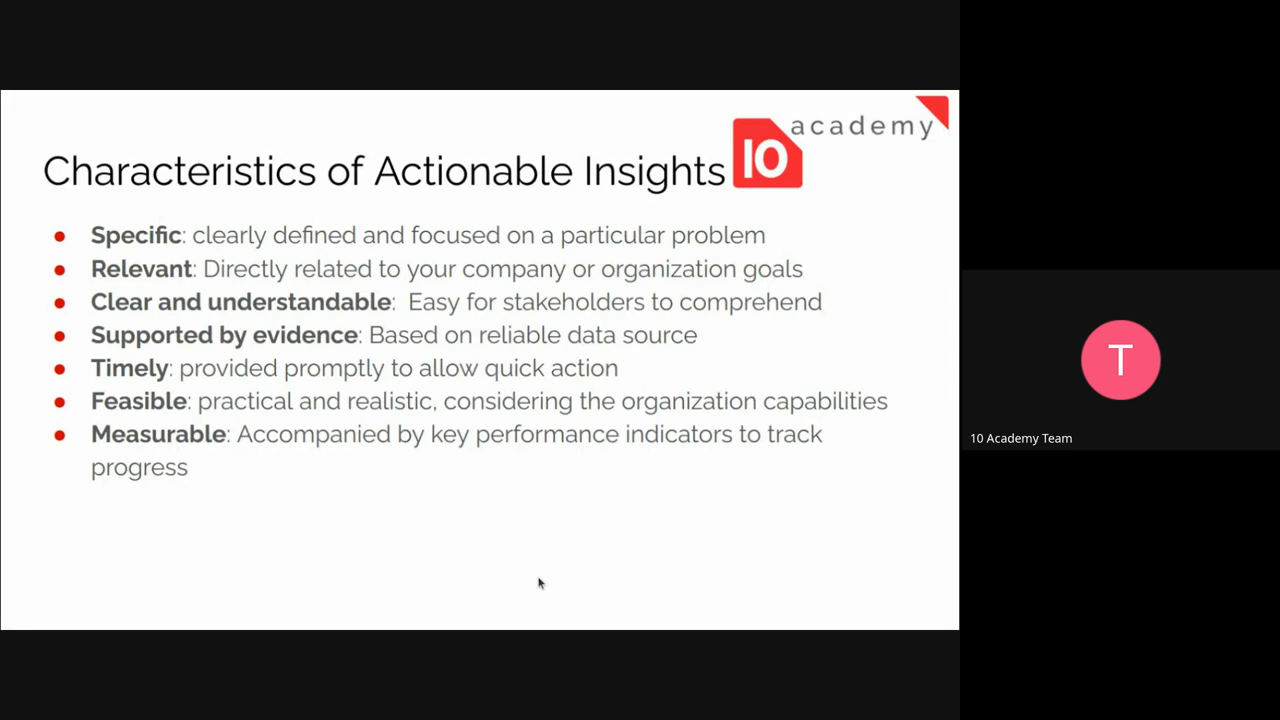 academy
10
Characteristics of Actionable Insights
● Specific: clearly defined and focused on a particular problem
● Relevant: Directly related to your company or organization goals
● Clear and understandable:  Easy for stakeholders to comprehend
● Supported by evidence: Based on reliable data source
● Timely: provided promptly to allow quick action
● Feasible: practical and realistic, considering the organization capabilities
● Measurable: Accompanied by key performance indicators to track
progress
T
10 Academy Team